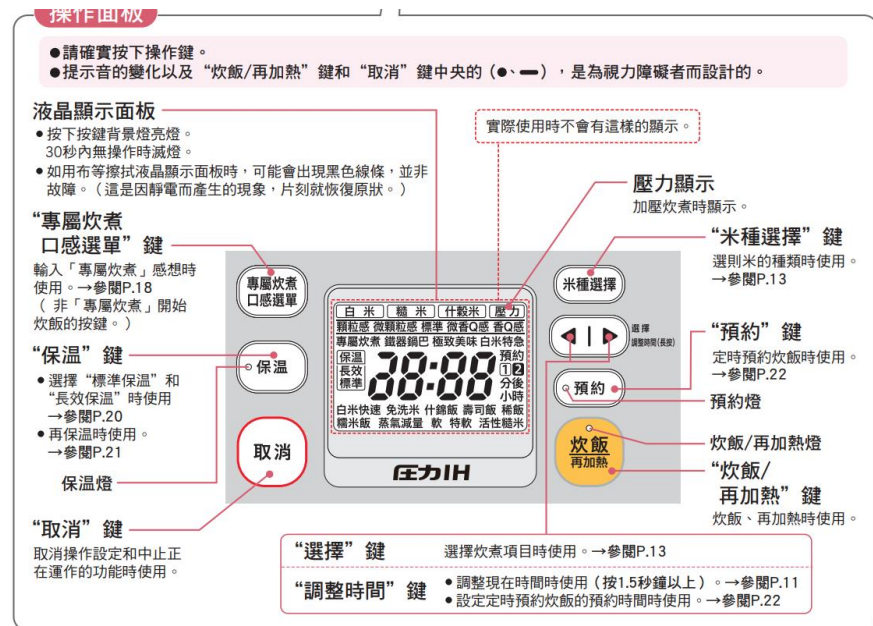 操作面板
●請確實按下操作鍵。
●提示音的變化以及“炊飯/再加熱”鍵和“取消”鍵中央的(●、▬),是為視力障礙者而設計的。
液晶顯示面板
●按下按鍵背景燈亮燈。
30秒內無操作時滅燈。
●如用布等擦拭液晶顯示面板時,可能會出現黑色線條,並非
故障。(這是因靜電而產生的現象,片刻就恢復原狀。)
實際使用時不會有這樣的顯示。
壓力顯示
加壓炊煮時顯示。
“專屬炊煮
口感選單”鍵
輸入「專屬炊煮」感想時
使用。→參閱P.18
( 非「專屬炊煮」開始
炊飯的按鍵。)
“保溫”鍵
●選擇“標準保溫”和
“長效保溫”時使用
→參閱P.20
●再保溫時使用。
→參閱P.21
保溫燈
“取消”鍵
取消操作設定和中止正
在運作的功能時使用。
專屬炊煮
口感選單
保溫
取消
白米 糙米 什穀米 壓力
顆粒感 微顆粒感 標準 微香Q感 香Q感
專屬炊煮 鐵器鍋巴 極致美味 白米特急
保溫
長效
標準
88:88
預約
1 2
分後
小時
白米快速 免洗米 什錦飯 壽司飯 稀飯
糯米飯 蒸氣減量 軟 特軟 活性糙米
圧力IH
米種選擇
選擇
調整時間(長按)
預約
炊飯
再加熱
“米種選擇”鍵
選則米的種類時使用。
→參閱P.13
“預約”鍵
定時預約炊飯時使用。
→參閱P.22
預約燈
炊飯/再加熱燈
“炊飯/
再加熱”鍵
炊飯、再加熱時使用。
“選擇”鍵 選擇炊煮項目時使用。→參閱P.13
“調整時間”鍵 ●調整現在時間時使用(按1.5秒鐘以上)。→參閱P.11
●設定定時預約炊飯的預約時間時使用。→參閱P.22